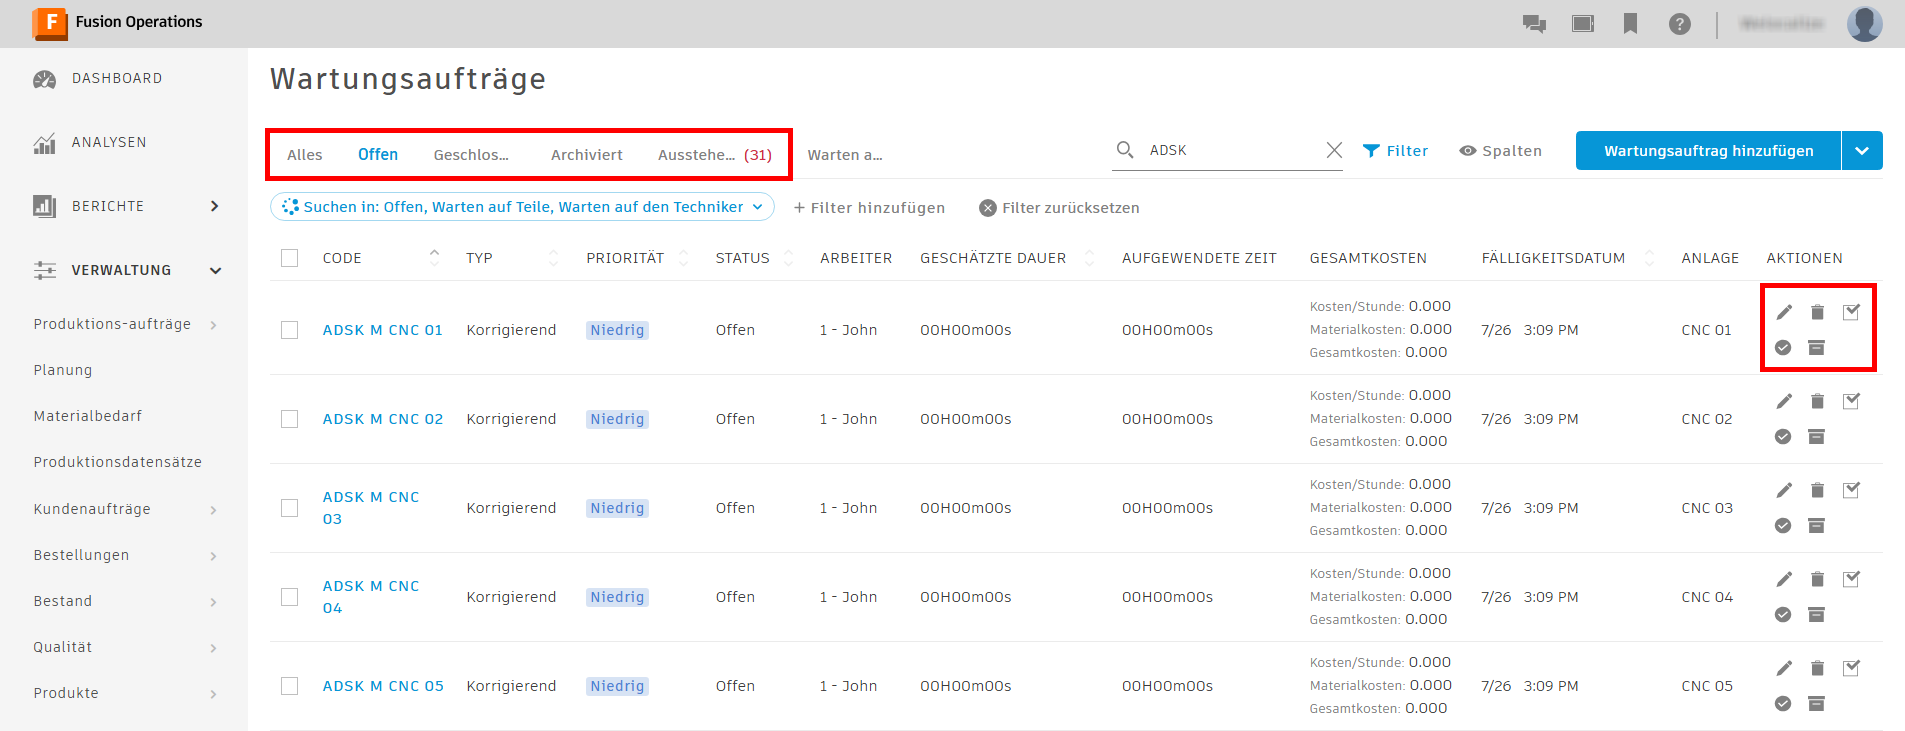 F Fusion Operations
?
DASHBOARD
ANALYSEN
BERICHTE
VERWALTUNG
Produktions-aufträge
Planung
Materialbedarf
Produktionsdatensätze
Kundenaufträge
Bestellungen
Bestand
Qualität
Produkte
Wartungsaufträge
Alles Offen Geschlos... Archiviert Ausstehe... (31) Warten a...
ADSK Filter Spalten Wartungsauftrag hinzufügen
Suchen in: Offen, Warten auf Teile, Warten auf den Techniker + Filter hinzufügen Filter zurücksetzen
CODE TYP PRIORITÄT STATUS ARBEITER GESCHÄTZTE DAUER AUFGEWENDETE ZEIT GESAMTKOSTEN FÄLLIGKEITSDATUM ANLAGE AKTIONEN
Kosten/Stunde: 0.000
ADSK M CNC 01 Korrigierend Niedrig Offen 1 - John 00H00m00s 00H00m00s Materialkosten: 0.000 7/26 3:09 PM CNC 01
Gesamtkosten: 0.000
Kosten/Stunde: 0.000
ADSK M CNC 02 Korrigierend Niedrig Offen 1 - John 00H00m00s 00H00m00s Materialkosten: 0.000 7/26 3:09 PM CNC 02
Gesamtkosten: 0.000
Kosten/Stunde: 0.000
ADSK M CNC
03 Korrigierend Niedrig Offen 1 - John 00H00m00s 00H00m00s Materialkosten: 0.000 7/26 3:09 PM CNC 03
Gesamtkosten: 0.000
Kosten/Stunde: 0.000
ADSK M CNC
04 Korrigierend Niedrig Offen 1 - John 00H00m00s 00H00m00s Materialkosten: 0.000 7/26 3:09 PM CNC 04
Gesamtkosten: 0.000
Kosten/Stunde: 0.000
ADSK M CNC 05 Korrigierend Niedrig Offen 1 - John 00H00m00s 00H00m00s Materialkosten: 0.000 7/26 3:09 PM CNC 05
Gesamtkosten: 0.000